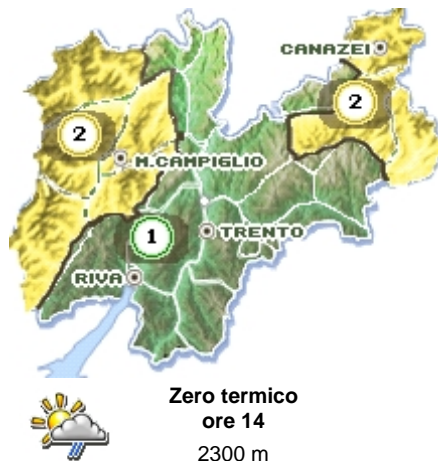 CANAZEI
2
2
M.CAMPIGLIO
1
TRENTO
RIVA
Zero termico
ore 14
2300 m